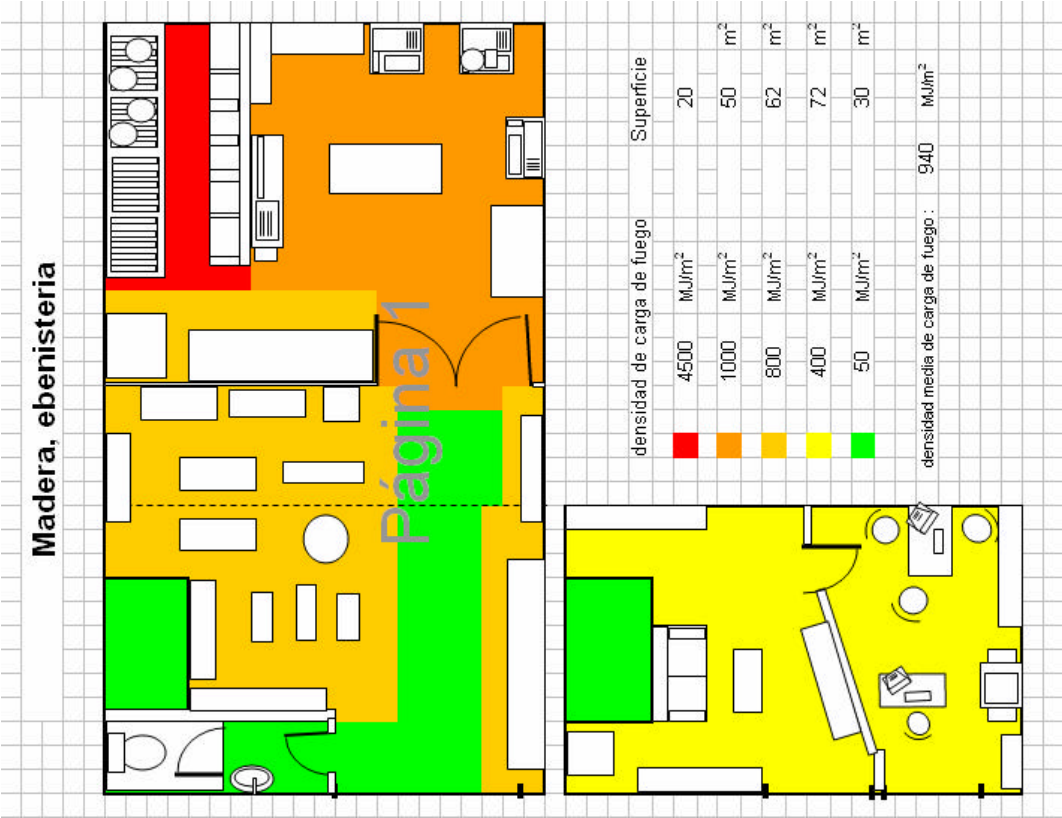 Madera, ebenisteria
densidad de carga de fuego Superficie
4500 MJ/m² 20
1000 MJ/m² 50 m²
800 MJ/m² 62 m²
400 MJ/m² 72 m²
50 MJ/m² 30 m²
densidad media de carga de fuego : 940 MJ/m²
Página 1